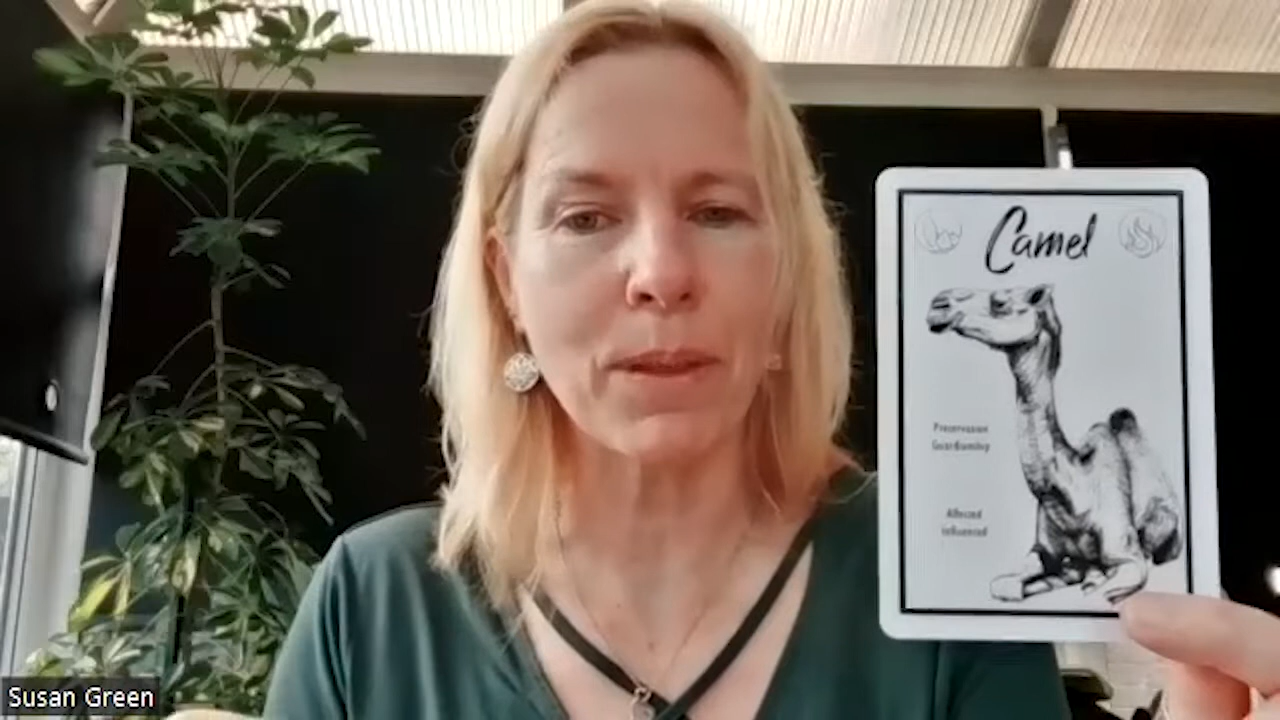 Camel
Preservation
Guardianship
Affected
Influenced
Susan Green